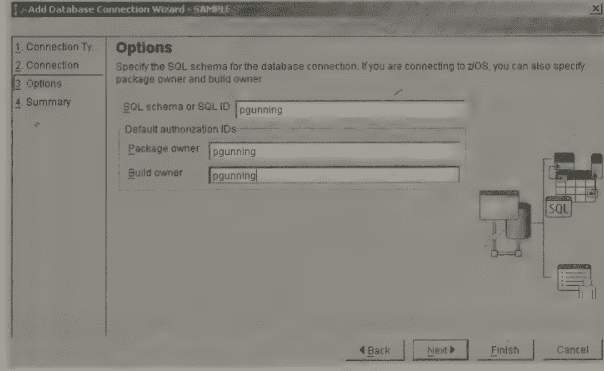 Add Database Connection Wizard - SAMPLE
1. Connection Ty...
2. Connection
3. Options
4. Summary
Options
Specify the SQL schema for the database connection. If you are connecting to z/OS, you can also specify
package owner and build owner
SQL schema or SQL ID pgunning
Default authorization IDs
Package owner pgunning
Build owner pgunning
SQL
Back Next Finish Cancel